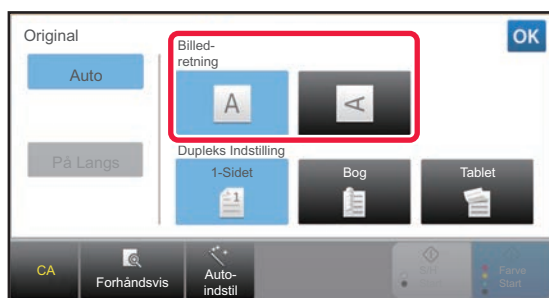 Original
OK
Billed-
retning
Auto
A
A
Dupleks Indstilling
På Langs
1-Sidet
Bog
Tablet
1
CA
Forhåndsvis
Auto-
indstil
Farve
Start